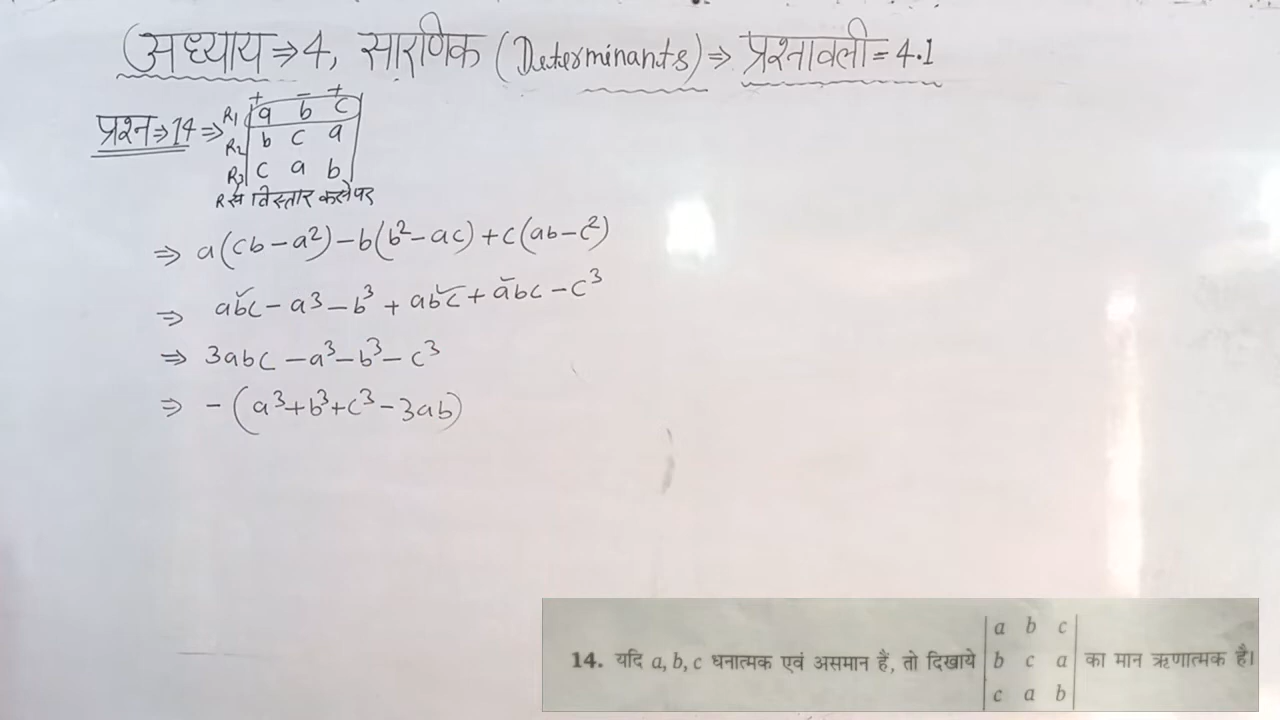 (अध्याय ⇒ 4, सारणिक (Determinants) ⇒ प्रश्नावली = 4.1
+ − +
प्रश्न ⇒ 14 ⇒ R1 | a b c |
R2 | b c a |
R3 | c a b |
R से विस्तार करने पर
⇒ a(cb − a²) − b(b² − ac) + c(ab − c²)
⇒ abc − a³ − b³ + abc + abc − c³
⇒ 3abc − a³ − b³ − c³
⇒ − (a³ + b³ + c³ − 3ab)
14. यदि a, b, c धनात्मक एवं असमान हैं, तो दिखाये | a b c | का मान ऋणात्मक है।
| b c a |
| c a b |